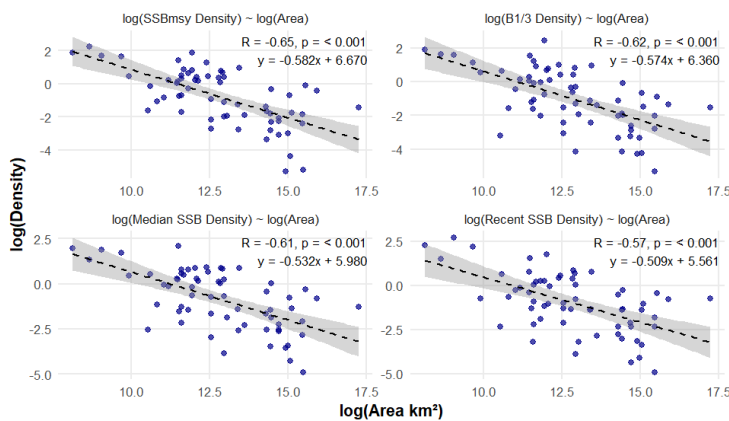 log(SSBmsy Density) ~ log(Area)
R = -0.65, p = < 0.001
y = -0.582x + 6.670
2
0
-2
-4
10.0 12.5 15.0 17.5
log(B1/3 Density) ~ log(Area)
R = -0.62, p = < 0.001
y = -0.574x + 6.360
2
0
-2
-4
10.0 12.5 15.0 17.5
log(Median SSB Density) ~ log(Area)
R = -0.61, p = < 0.001
y = -0.532x + 5.980
2.5
0.0
-2.5
-5.0
10.0 12.5 15.0 17.5
log(Recent SSB Density) ~ log(Area)
R = -0.57, p = < 0.001
y = -0.509x + 5.561
2.5
0.0
-2.5
-5.0
10.0 12.5 15.0 17.5
log(Density)
log(Area km²)